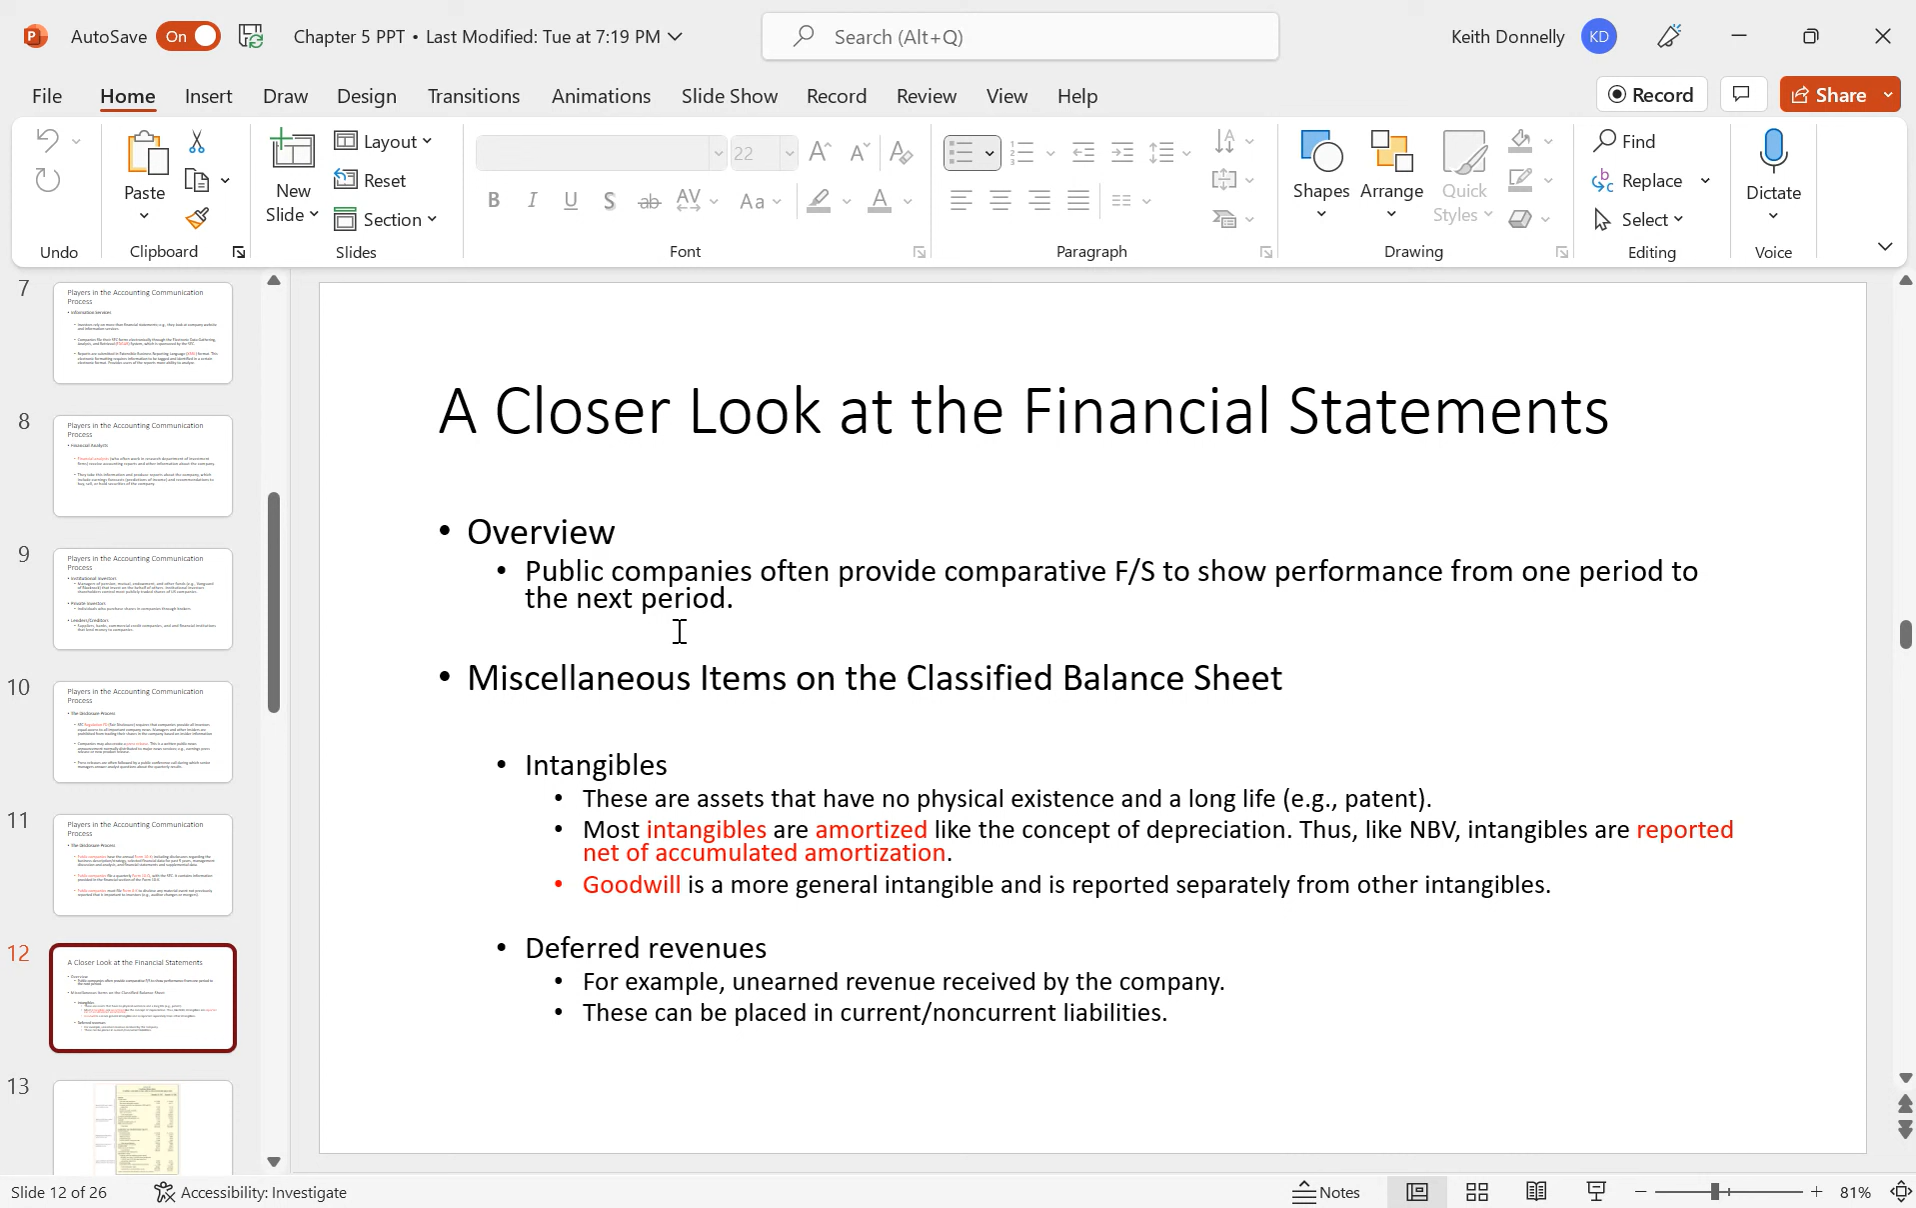 AutoSave On Chapter 5 PPT • Last Modified: Tue at 7:19 PM
Search (Alt+Q)
Keith Donnelly KD
File Home Insert Draw Design Transitions Animations Slide Show Record Review View Help
Record Share
Paste
New
Slide
Layout
Reset
Section
22
Shapes Arrange
Quick
Styles
Find
Replace
Select
Dictate
Undo Clipboard Slides Font Paragraph Drawing Editing Voice
7
Players in the Accounting Communication
Process
8
Players in the Accounting Communication
Process
9
Players in the Accounting Communication
Process
10
Players in the Accounting Communication
Process
11
Players in the Accounting Communication
Process
12
A Closer Look at the Financial Statements
13
A Closer Look at the Financial Statements
• Overview
• Public companies often provide comparative F/S to show performance from one period to
the next period.
• Miscellaneous Items on the Classified Balance Sheet
• Intangibles
• These are assets that have no physical existence and a long life (e.g., patent).
• Most intangibles are amortized like the concept of depreciation. Thus, like NBV, intangibles are reported
net of accumulated amortization.
• Goodwill is a more general intangible and is reported separately from other intangibles.
• Deferred revenues
• For example, unearned revenue received by the company.
• These can be placed in current/noncurrent liabilities.
Slide 12 of 26 Accessibility: Investigate Notes 81%